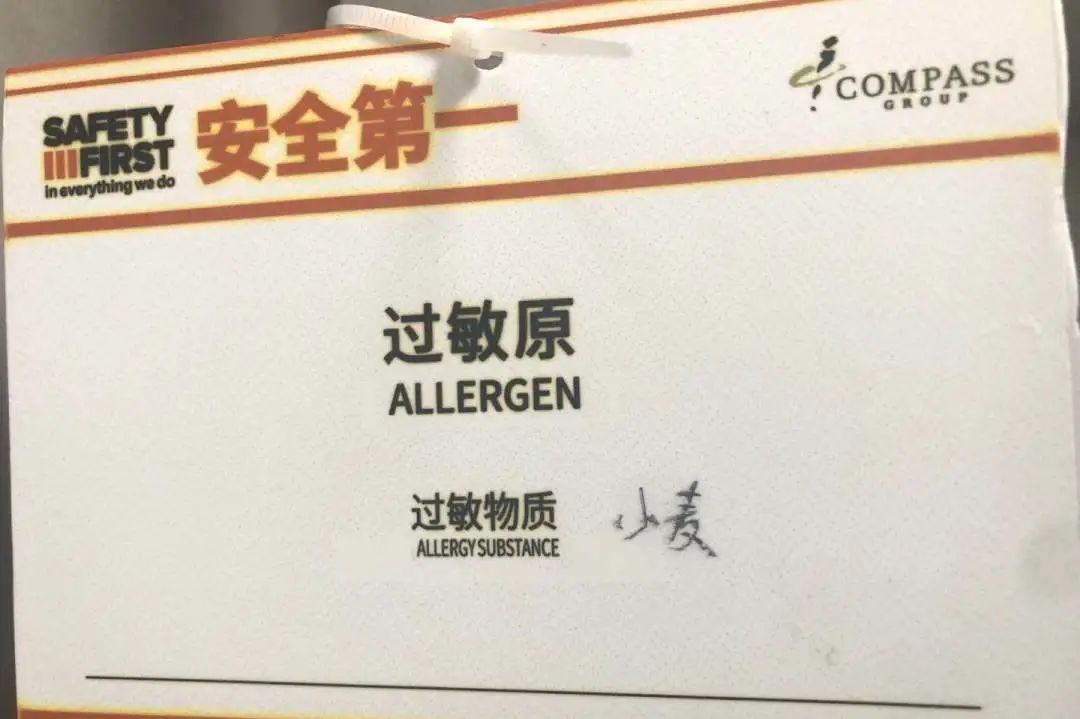 SAFETY
FIRST
in everything we do
安全第一
COMPASS
GROUP
过敏原
ALLERGEN
过敏物质 小麦
ALLERGY SUBSTANCE